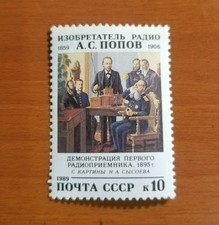 ИЗОБРЕТАТЕЛЬ РАДИО
1859 А.С. ПОПОВ 1906
ДЕМОНСТРАЦИЯ ПЕРВОГО
РАДИОПРИЕМНИКА, 1895 г.
С КАРТИНЫ Н.А. СЫСОЕВА
1989 ПОЧТА СССР к10